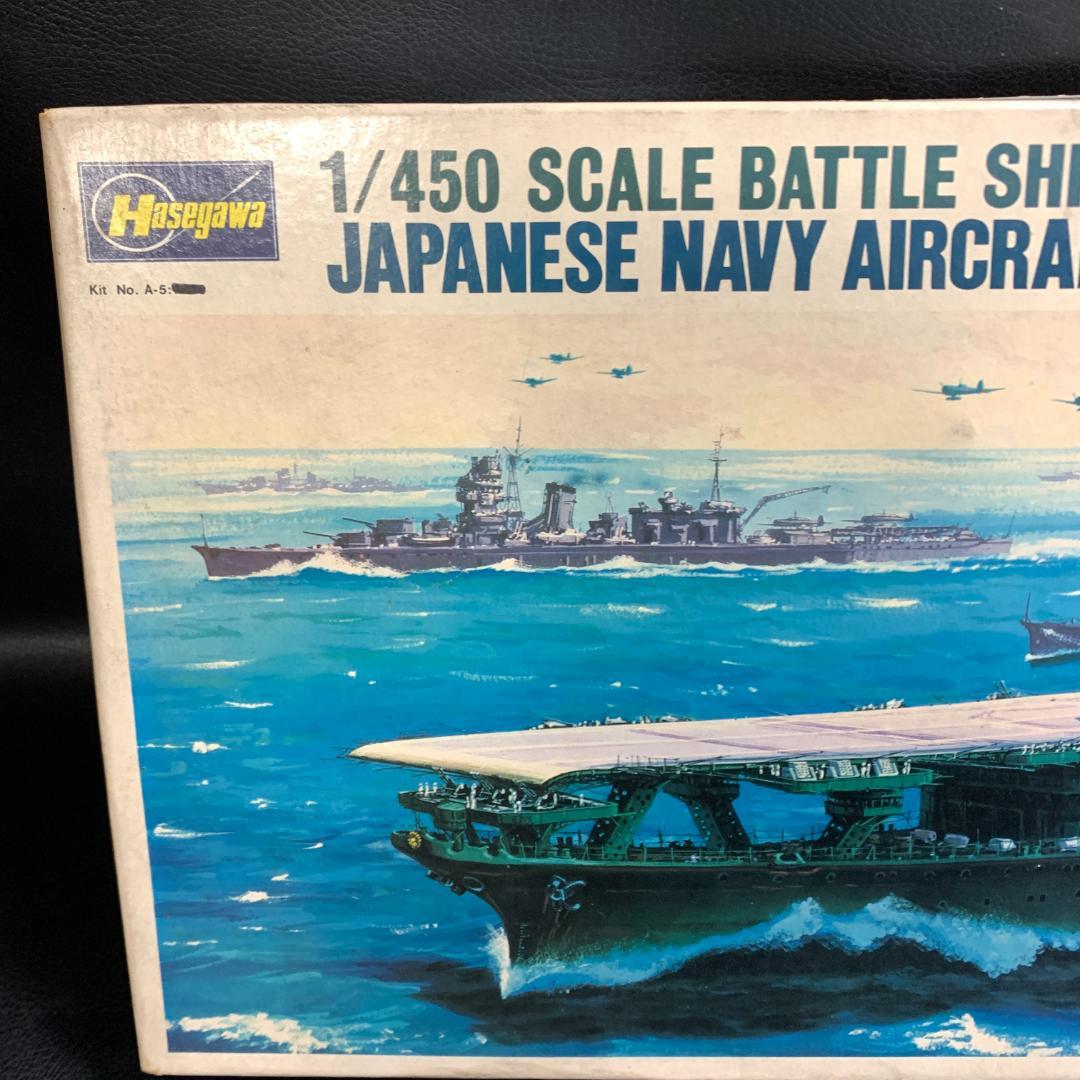 Hasegawa
1/450 SCALE BATTLE SHI
JAPANESE NAVY AIRCRA
Kit No. A-5: